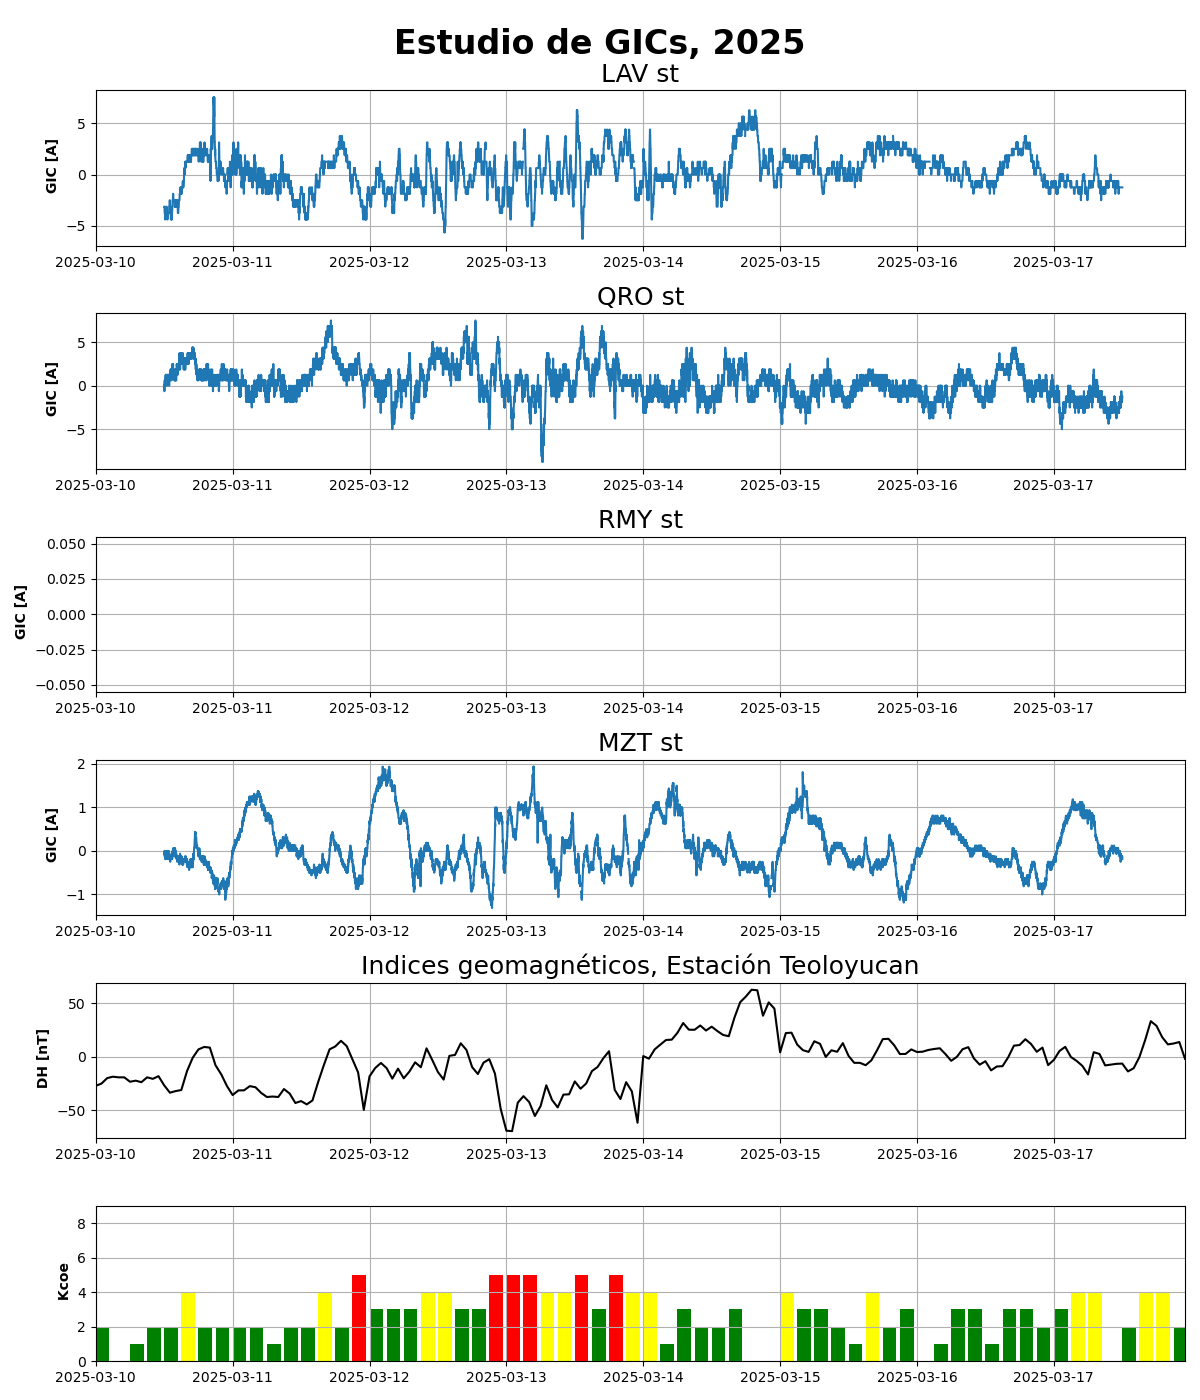 Estudio de GICs, 2025
LAV st
GIC [A]
5
0
−5
2025-03-10 2025-03-11 2025-03-12 2025-03-13 2025-03-14 2025-03-15 2025-03-16 2025-03-17
QRO st
GIC [A]
5
0
−5
2025-03-10 2025-03-11 2025-03-12 2025-03-13 2025-03-14 2025-03-15 2025-03-16 2025-03-17
RMY st
GIC [A]
0.050
0.025
0.000
−0.025
−0.050
2025-03-10 2025-03-11 2025-03-12 2025-03-13 2025-03-14 2025-03-15 2025-03-16 2025-03-17
MZT st
GIC [A]
2
1
0
−1
2025-03-10 2025-03-11 2025-03-12 2025-03-13 2025-03-14 2025-03-15 2025-03-16 2025-03-17
Indices geomagnéticos, Estación Teoloyucan
DH [nT]
50
0
−50
2025-03-10 2025-03-11 2025-03-12 2025-03-13 2025-03-14 2025-03-15 2025-03-16 2025-03-17
Kcoe
8
6
4
2
0
2025-03-10 2025-03-11 2025-03-12 2025-03-13 2025-03-14 2025-03-15 2025-03-16 2025-03-17